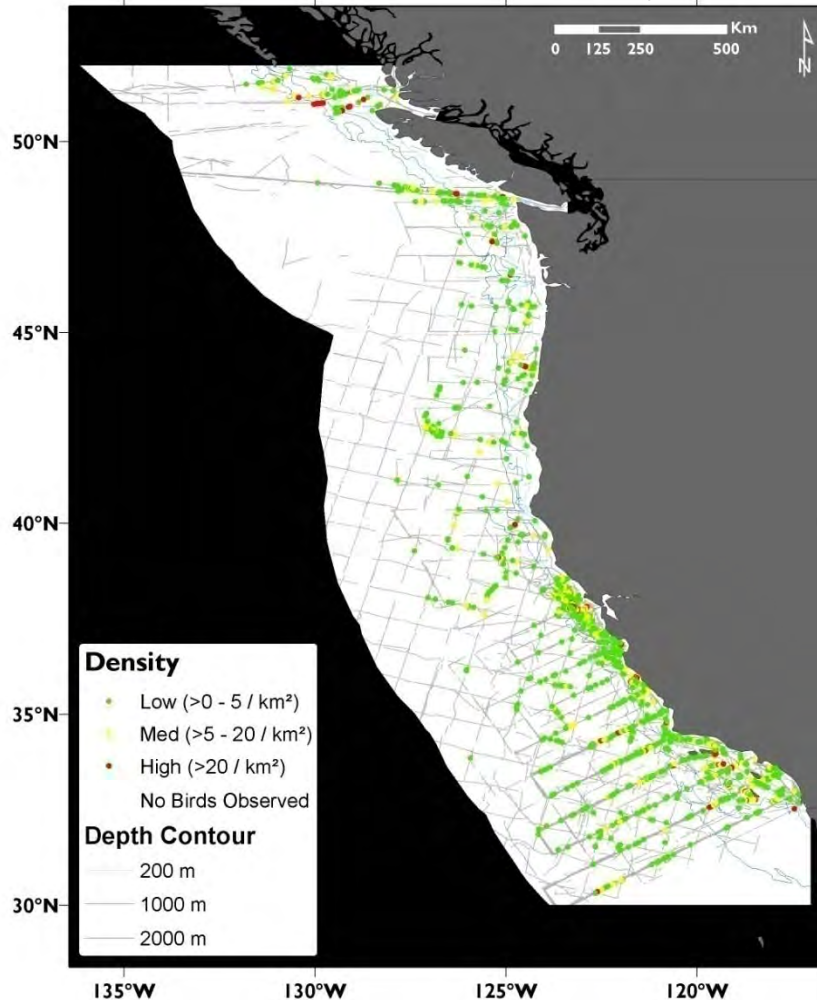 Km
0 125 250 500
N
50°N
45°N
40°N
35°N
30°N
Density
Low (>0 - 5 / km²)
Med (>5 - 20 / km²)
High (>20 / km²)
No Birds Observed
Depth Contour
200 m
1000 m
2000 m
135°W 130°W 125°W 120°W